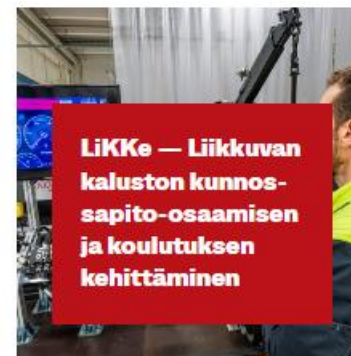 LiKKe — Liikkuvan
kaluston kunnos-
sapito-osaamisen
ja koulutuksen
kehittäminen